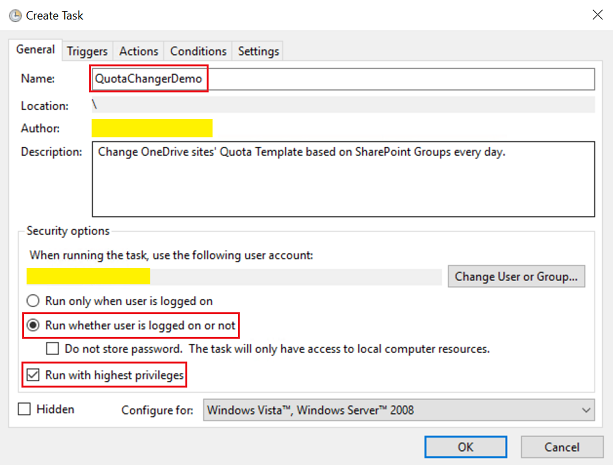 Create Task
General Triggers Actions Conditions Settings
Name: QuotaChangerDemo
Location: \
Author:
Description: Change OneDrive sites' Quota Template based on SharePoint Groups every day.
Security options
When running the task, use the following user account:
Change User or Group...
Run only when user is logged on
Run whether user is logged on or not
Do not store password. The task will only have access to local computer resources.
Run with highest privileges
Hidden Configure for: Windows Vista™, Windows Server™ 2008
OK Cancel